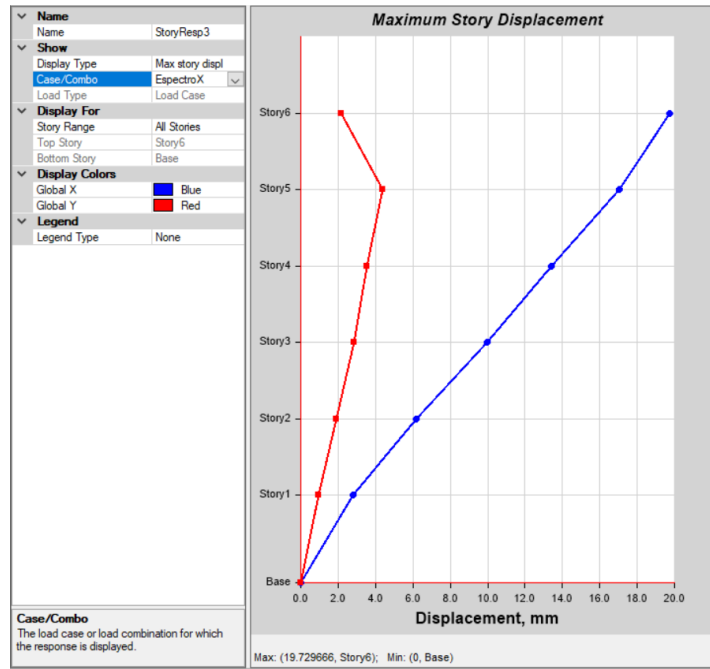 Name
Name StoryResp3
Show
Display Type Max story displ
Case/Combo EspectroX
Load Type Load Case
Display For
Story Range All Stories
Top Story Story6
Bottom Story Base
Display Colors
Global X Blue
Global Y Red
Legend
Legend Type None
Case/Combo
The load case or load combination for which
the response is displayed.
Maximum Story Displacement
Story6
Story5
Story4
Story3
Story2
Story1
Base
0.0 2.0 4.0 6.0 8.0 10.0 12.0 14.0 16.0 18.0 20.0
Displacement, mm
Max: (19.729666, Story6); Min: (0, Base)